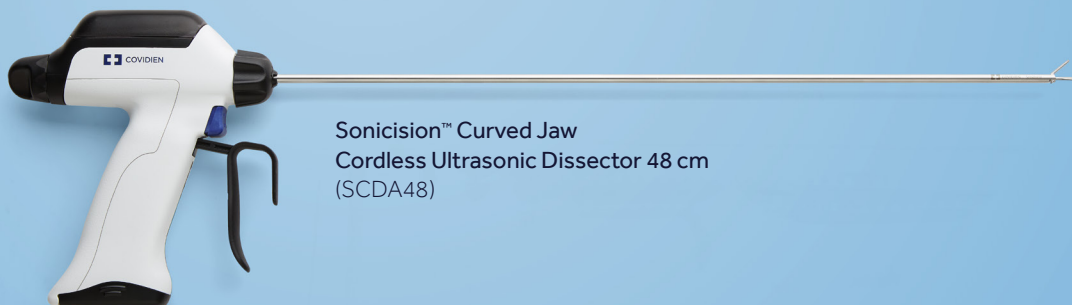 COVIDIEN
Sonicision™ Curved Jaw
Cordless Ultrasonic Dissector 48 cm
(SCDA48)